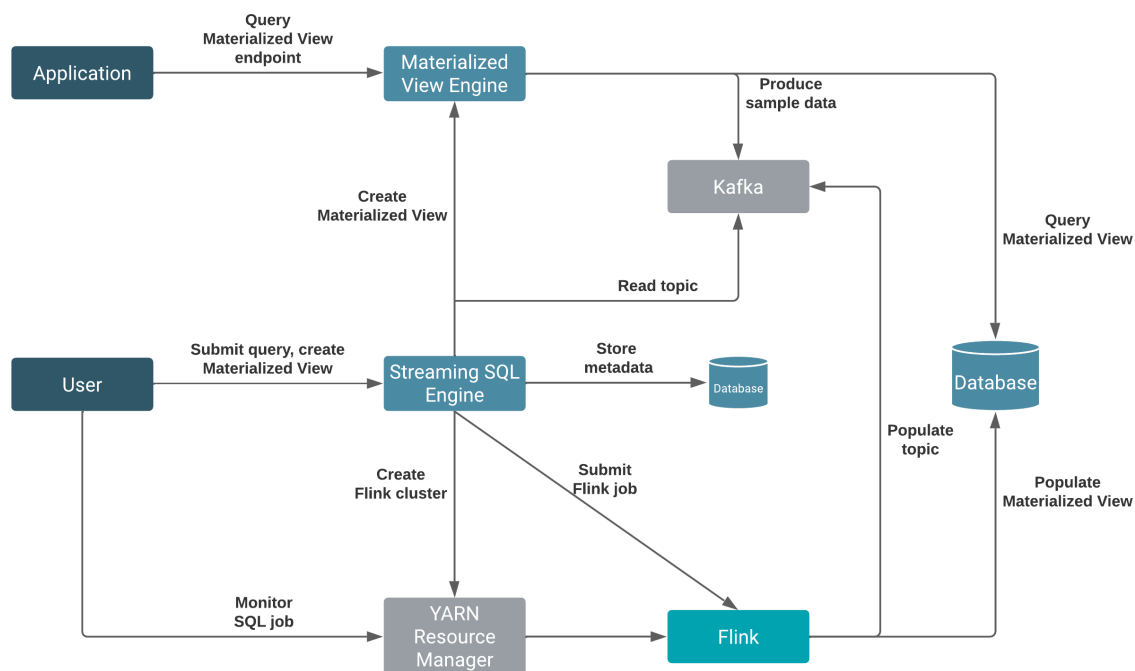 Query
Materialized View
endpoint
Application
Materialized
View Engine
Produce
sample data
Kafka
Create
Materialized View
Query
Materialized View
Read topic
Submit query, create
Materialized View
Store
metadata
User
Streaming SQL
Engine
Database
Database
Populate
topic
Create
Flink cluster
Submit
Flink job
Populate
Materialized View
Monitor
SQL job
YARN
Resource
Manager
Flink